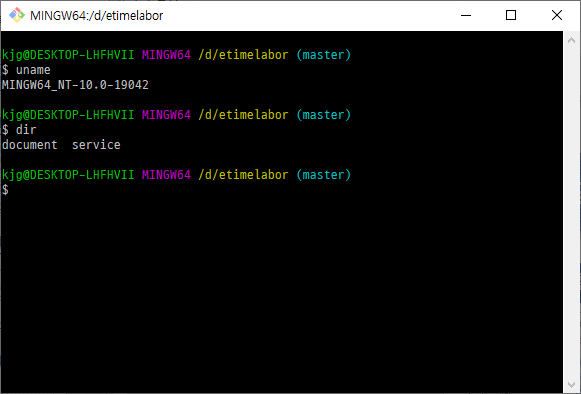 MINGW64:/d/etimelabor
kjg@DESKTOP-LHFHVII MINGW64 /d/etimelabor (master)
$ uname
MINGW64_NT-10.0-19042
kjg@DESKTOP-LHFHVII MINGW64 /d/etimelabor (master)
$ dir
document  service
kjg@DESKTOP-LHFHVII MINGW64 /d/etimelabor (master)
$